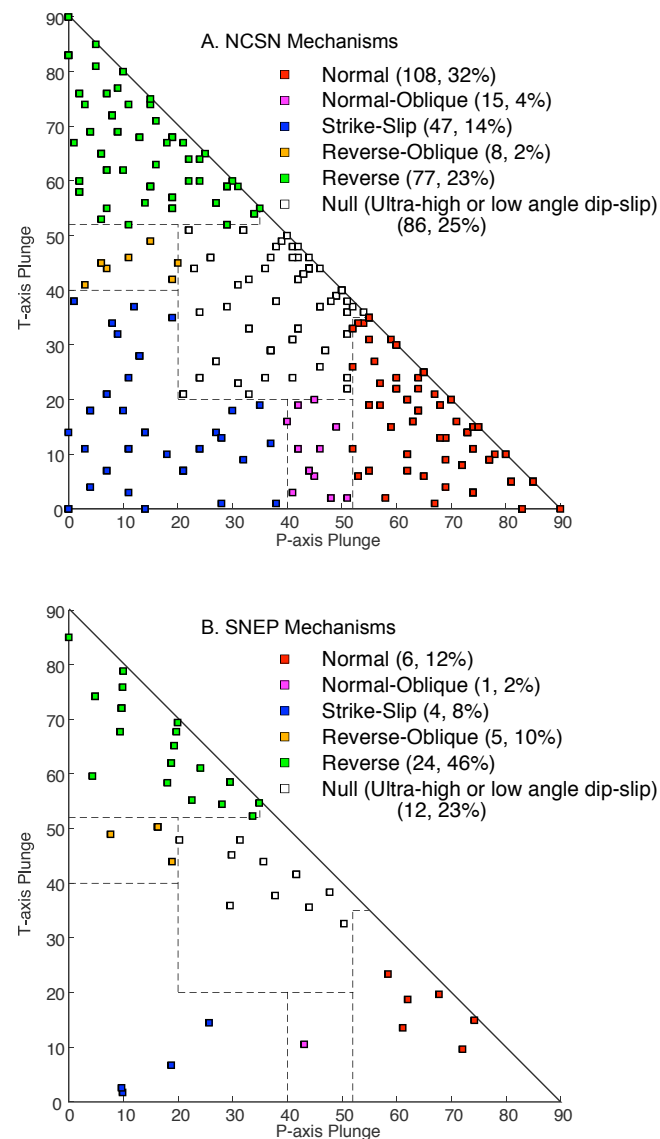 A. NCSN Mechanisms
Normal (108, 32%)
Normal-Oblique (15, 4%)
Strike-Slip (47, 14%)
Reverse-Oblique (8, 2%)
Reverse (77, 23%)
Null (Ultra-high or low angle dip-slip)
(86, 25%)
T-axis Plunge
90
80
70
60
50
40
30
20
10
0
0 10 20 30 40 50 60 70 80 90
P-axis Plunge
B. SNEP Mechanisms
Normal (6, 12%)
Normal-Oblique (1, 2%)
Strike-Slip (4, 8%)
Reverse-Oblique (5, 10%)
Reverse (24, 46%)
Null (Ultra-high or low angle dip-slip)
(12, 23%)
T-axis Plunge
90
80
70
60
50
40
30
20
10
0
0 10 20 30 40 50 60 70 80 90
P-axis Plunge